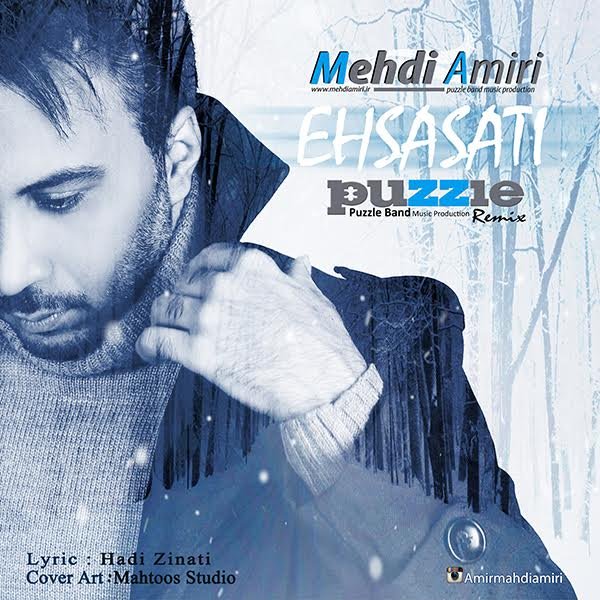 Mehdi Amiri
www.mehdiamiri.ir puzzle band music production
EHSASATI
puzzle
Puzzle Band Music Production Remix
Lyric : Hadi Zinati
Cover Art :Mahtoos Studio
Amirmahdiamiri